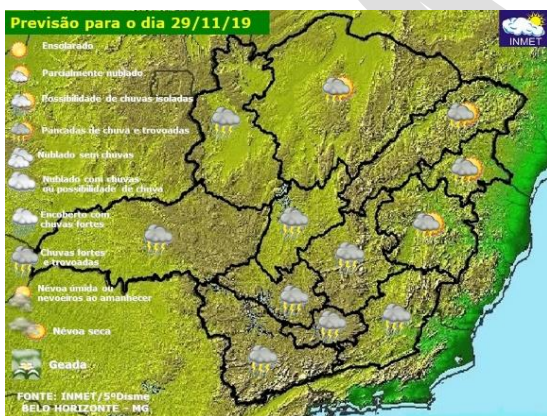 Previsão para o dia 29/11/19
INMET
Ensolarado
Parcialmente nublado
Possibilidade de chuvas isoladas
Pancadas de chuva e trovoadas
Nublado sem chuvas
Nublado com chuvas
ou possibilidade de chuva
Encoberto com
chuvas fortes
Chuvas fortes
e trovoadas
Névoa úmida ou
nevoeiros ao amanhecer
Névoa seca
Geada
FONTE: INMET/5ºDisme
BELO HORIZONTE - MG